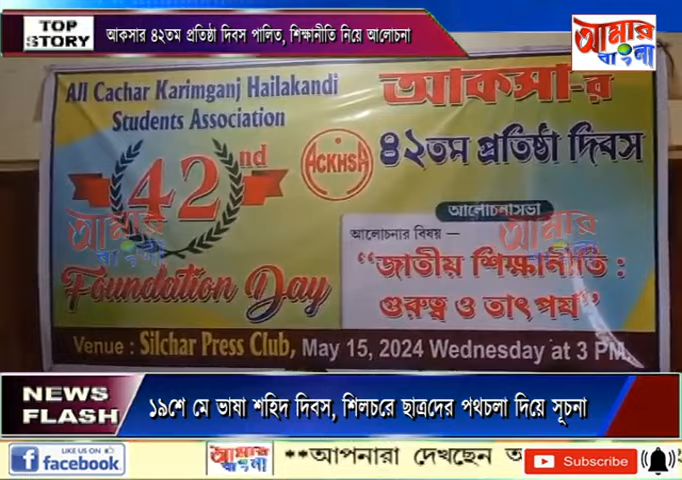 TOP STORY
আকসার ৪২তম প্রতিষ্ঠা দিবস পালিত, শিক্ষানীতি নিয়ে আলোচনা
আমার বাংলা
All Cachar Karimganj Hailakandi
Students Association
42nd
Foundation Day
ACKHSA
আকসা-র
৪২তম প্রতিষ্ঠা দিবস
আলোচনাসভা
আলোচনার বিষয় —
“জাতীয় শিক্ষানীতি :
গুরুত্ব ও তাৎপর্য”
আমার বাংলা
আমার বাংলা
Venue : Silchar Press Club, May 15, 2024 Wednesday at 3 PM.
NEWS FLASH
১৯শে মে ভাষা শহিদ দিবস, শিলচরে ছাত্রদের পথচলা দিয়ে সূচনা
LIKE US ON
facebook
আমার বাংলা
**আপনারা দেখছেন
Subscribe